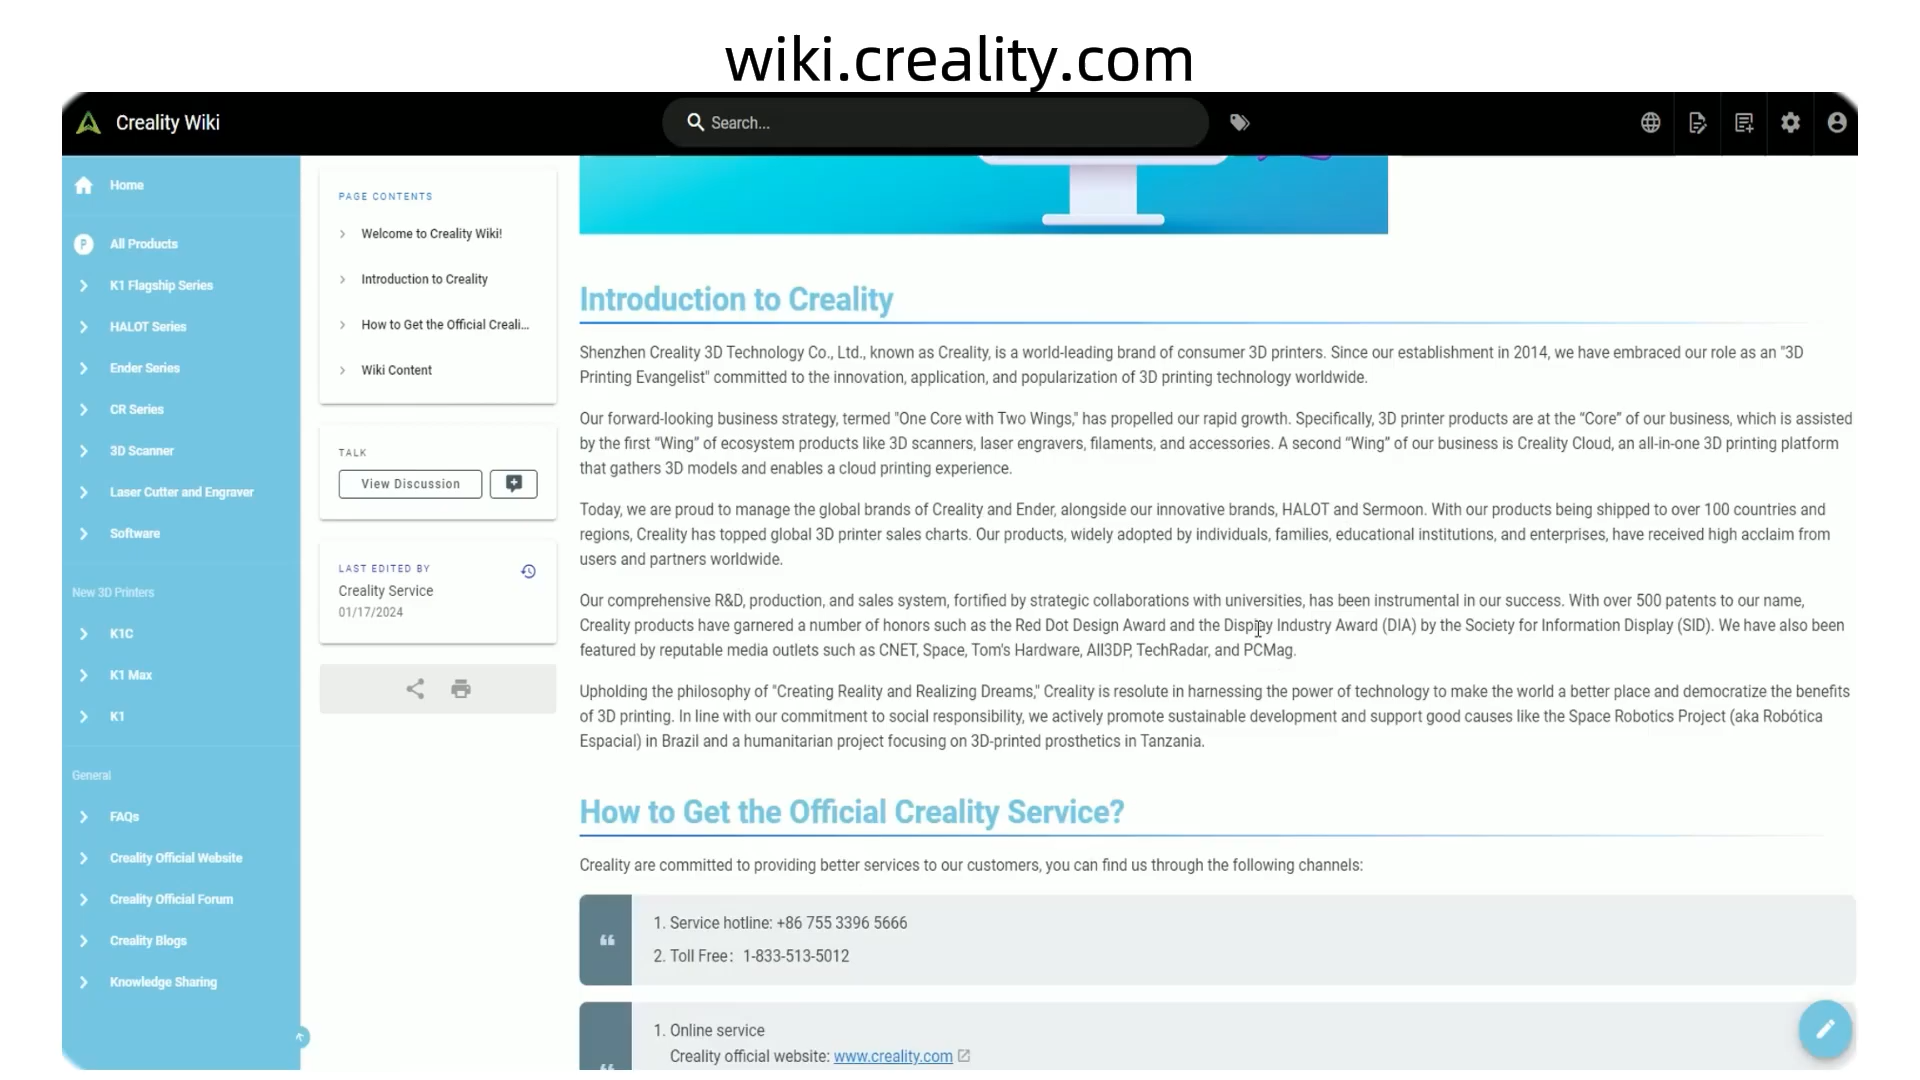 wiki.creality.com
Creality Wiki
Search...
Home
P
All Products
K1 Flagship Series
HALOT Series
Ender Series
CR Series
3D Scanner
Laser Cutter and Engraver
Software
New 3D Printers
K1C
K1 Max
K1
General
FAQs
Creality Official Website
Creality Official Forum
Creality Blogs
Knowledge Sharing
PAGE CONTENTS
Welcome to Creality Wiki!
Introduction to Creality
How to Get the Official Creali...
Wiki Content
TALK
View Discussion
LAST EDITED BY
Creality Service
01/17/2024
Introduction to Creality
Shenzhen Creality 3D Technology Co., Ltd., known as Creality, is a world-leading brand of consumer 3D printers. Since our establishment in 2014, we have embraced our role as an "3D
Printing Evangelist" committed to the innovation, application, and popularization of 3D printing technology worldwide.
Our forward-looking business strategy, termed "One Core with Two Wings," has propelled our rapid growth. Specifically, 3D printer products are at the “Core” of our business, which is assisted
by the first “Wing” of ecosystem products like 3D scanners, laser engravers, filaments, and accessories. A second “Wing” of our business is Creality Cloud, an all-in-one 3D printing platform
that gathers 3D models and enables a cloud printing experience.
Today, we are proud to manage the global brands of Creality and Ender, alongside our innovative brands, HALOT and Sermoon. With our products being shipped to over 100 countries and
regions, Creality has topped global 3D printer sales charts. Our products, widely adopted by individuals, families, educational institutions, and enterprises, have received high acclaim from
users and partners worldwide.
Our comprehensive R&D, production, and sales system, fortified by strategic collaborations with universities, has been instrumental in our success. With over 500 patents to our name,
Creality products have garnered a number of honors such as the Red Dot Design Award and the Display Industry Award (DIA) by the Society for Information Display (SID). We have also been
featured by reputable media outlets such as CNET, Space, Tom's Hardware, All3DP, TechRadar, and PCMag.
Upholding the philosophy of "Creating Reality and Realizing Dreams," Creality is resolute in harnessing the power of technology to make the world a better place and democratize the benefits
of 3D printing. In line with our commitment to social responsibility, we actively promote sustainable development and support good causes like the Space Robotics Project (aka Robótica
Espacial) in Brazil and a humanitarian project focusing on 3D-printed prosthetics in Tanzania.
How to Get the Official Creality Service?
Creality are committed to providing better services to our customers, you can find us through the following channels:
1. Service hotline: +86 755 3396 5666
2. Toll Free：1-833-513-5012
1. Online service
Creality official website: www.creality.com